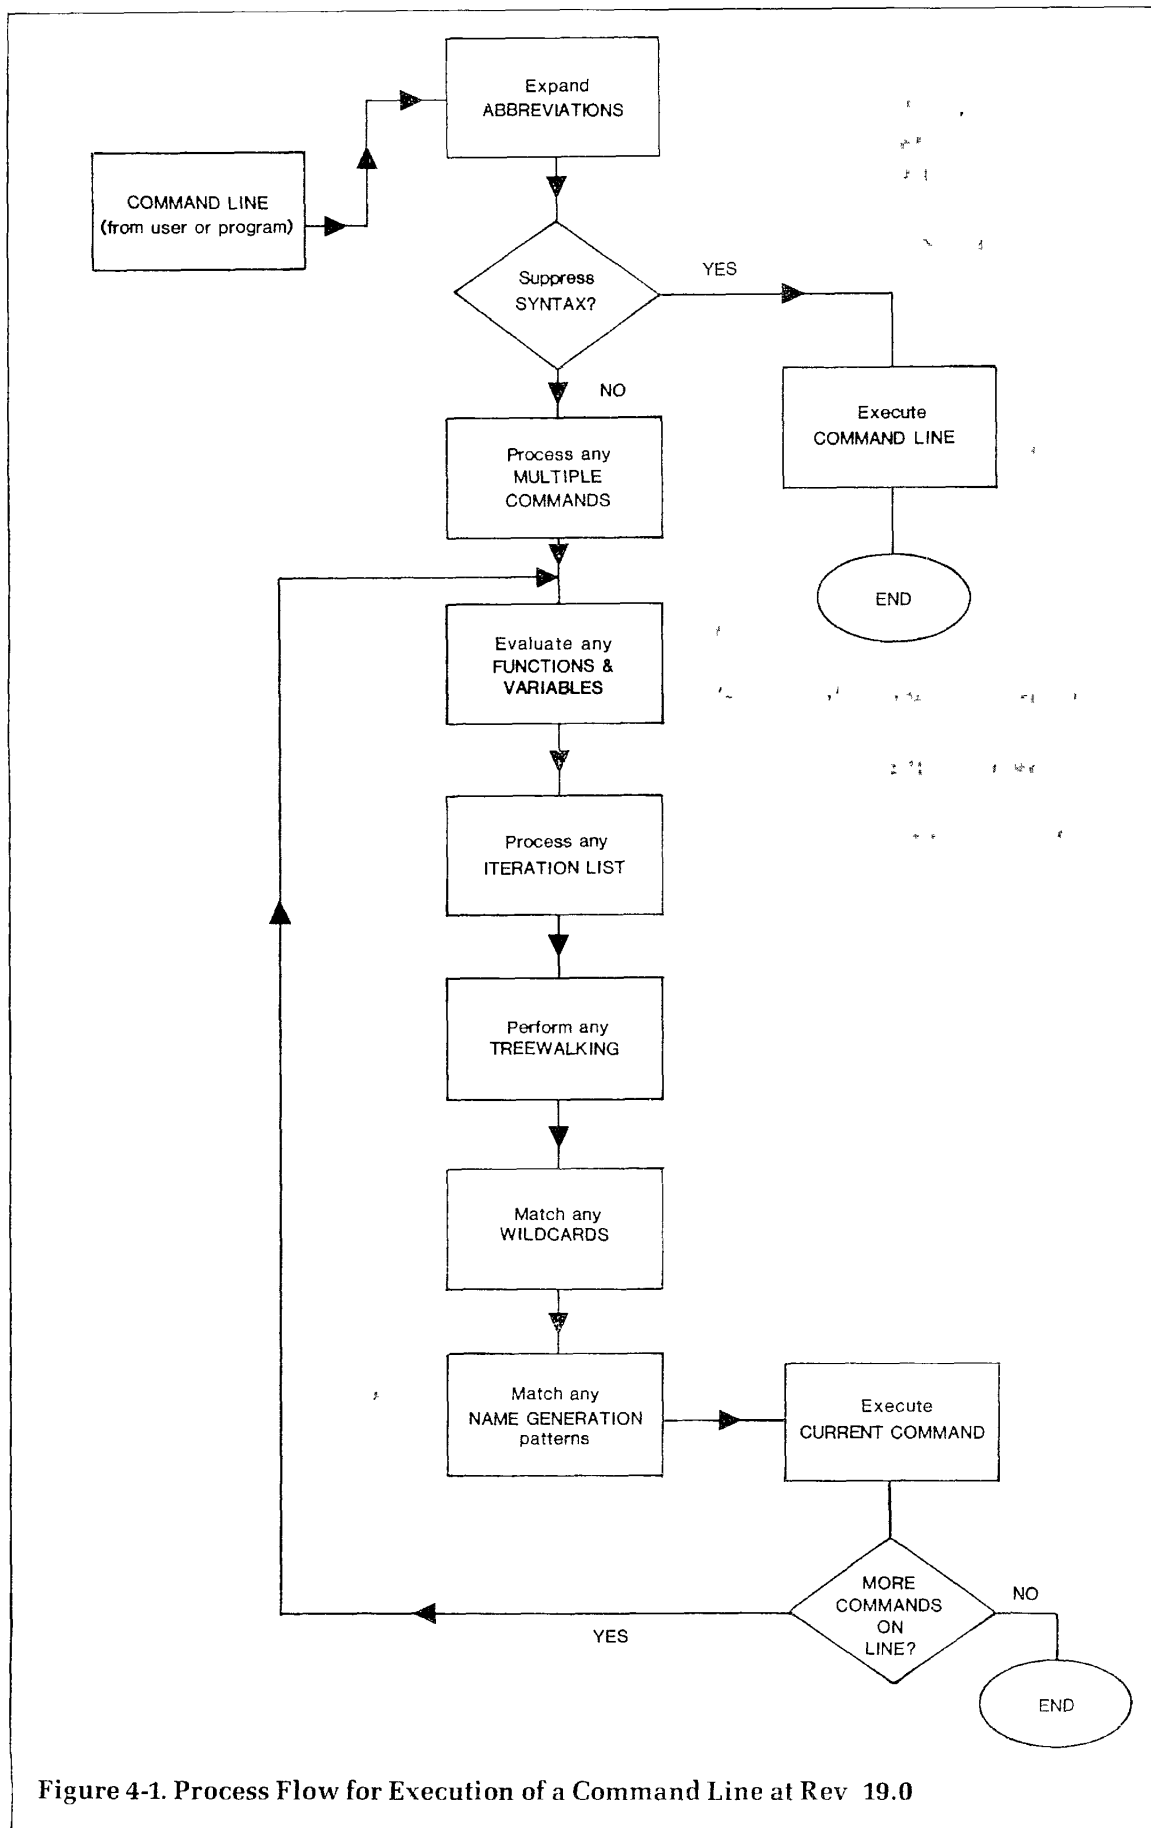 Expand
ABBREVIATIONS
COMMAND LINE
(from user or program)
Suppress
SYNTAX?
YES
NO
Execute
COMMAND LINE
Process any
MULTIPLE
COMMANDS
END
Evaluate any
FUNCTIONS &
VARIABLES
Process any
ITERATION LIST
Perform any
TREEWALKING
Match any
WILDCARDS
Match any
NAME GENERATION
patterns
Execute
CURRENT COMMAND
MORE
COMMANDS
ON
LINE?
NO
YES
END
Figure 4-1. Process Flow for Execution of a Command Line at Rev 19.0